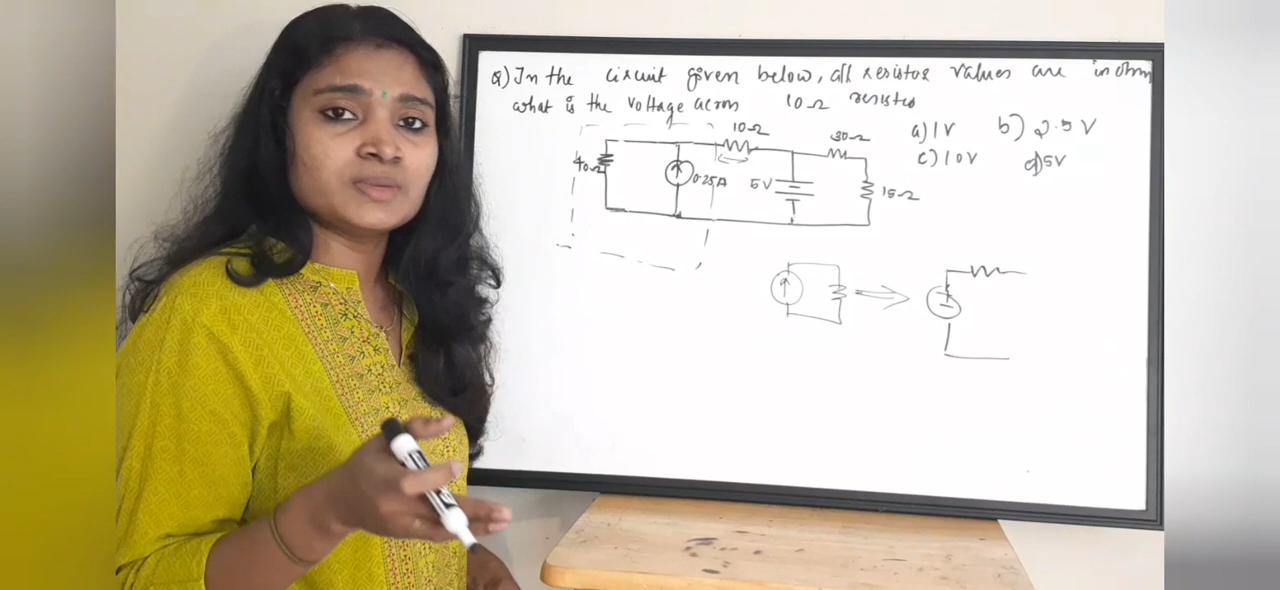 Q) In the circuit given below, all resistor values are in ohm
what is the voltage across 10Ω resistor
a) 1V b) 2.5 V
c) 10V d) 5V
10Ω 30Ω
40Ω 0.25A 5V 15Ω